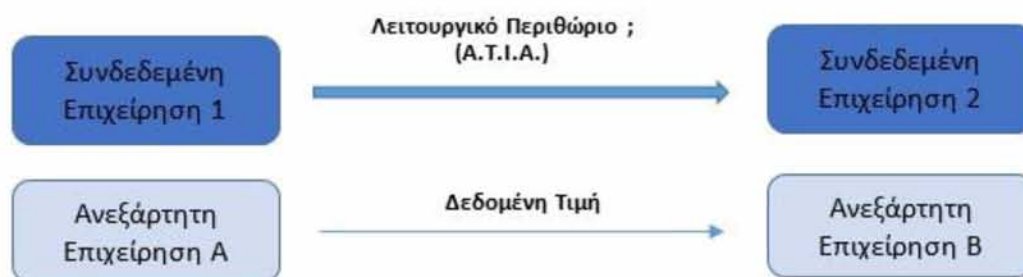 Λειτουργικό Περιθώριο ;
(Α.Τ.Ι.Α.)
Συνδεδεμένη
Επιχείρηση 1
Συνδεδεμένη
Επιχείρηση 2
Ανεξάρτητη
Επιχείρηση Α
Δεδομένη Τιμή
Ανεξάρτητη
Επιχείρηση Β